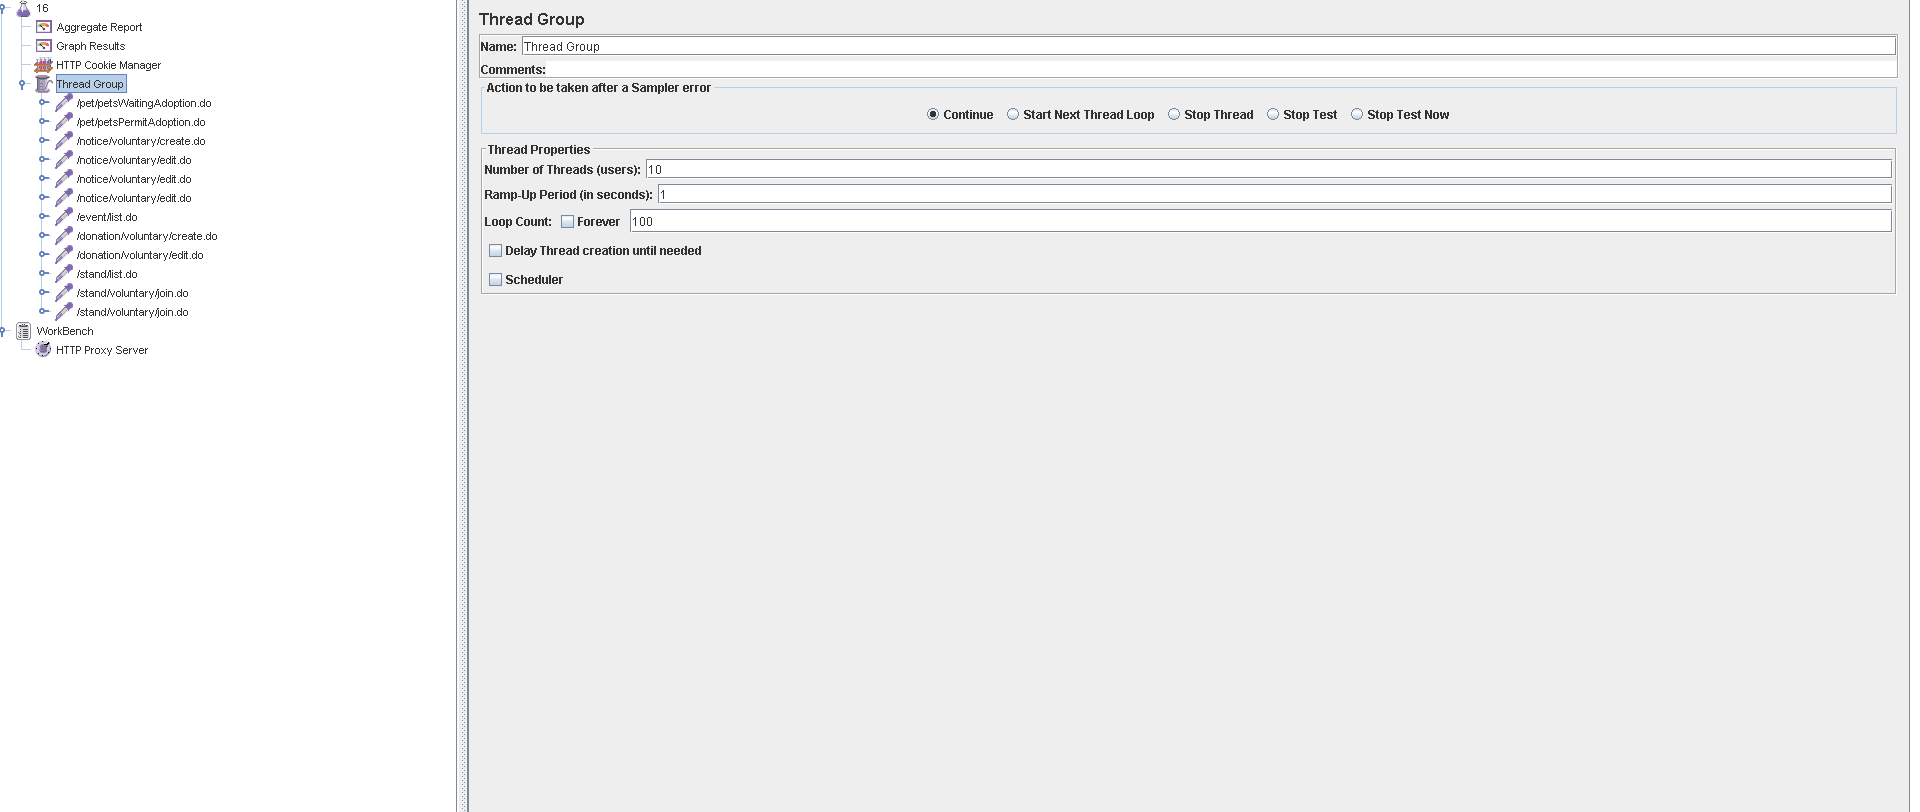 16
Aggregate Report
Graph Results
HTTP Cookie Manager
Thread Group
/pet/petsWaitingAdoption.do
/pet/petsPermitAdoption.do
/notice/voluntary/create.do
/notice/voluntary/edit.do
/notice/voluntary/edit.do
/notice/voluntary/edit.do
/event/list.do
/donation/voluntary/create.do
/donation/voluntary/edit.do
/stand/list.do
/stand/voluntary/join.do
/stand/voluntary/join.do
WorkBench
HTTP Proxy Server
Thread Group
Name: Thread Group
Comments:
Action to be taken after a Sampler error
Continue Start Next Thread Loop Stop Thread Stop Test Stop Test Now
Thread Properties
Number of Threads (users): 10
Ramp-Up Period (in seconds): 1
Loop Count: Forever 100
Delay Thread creation until needed
Scheduler